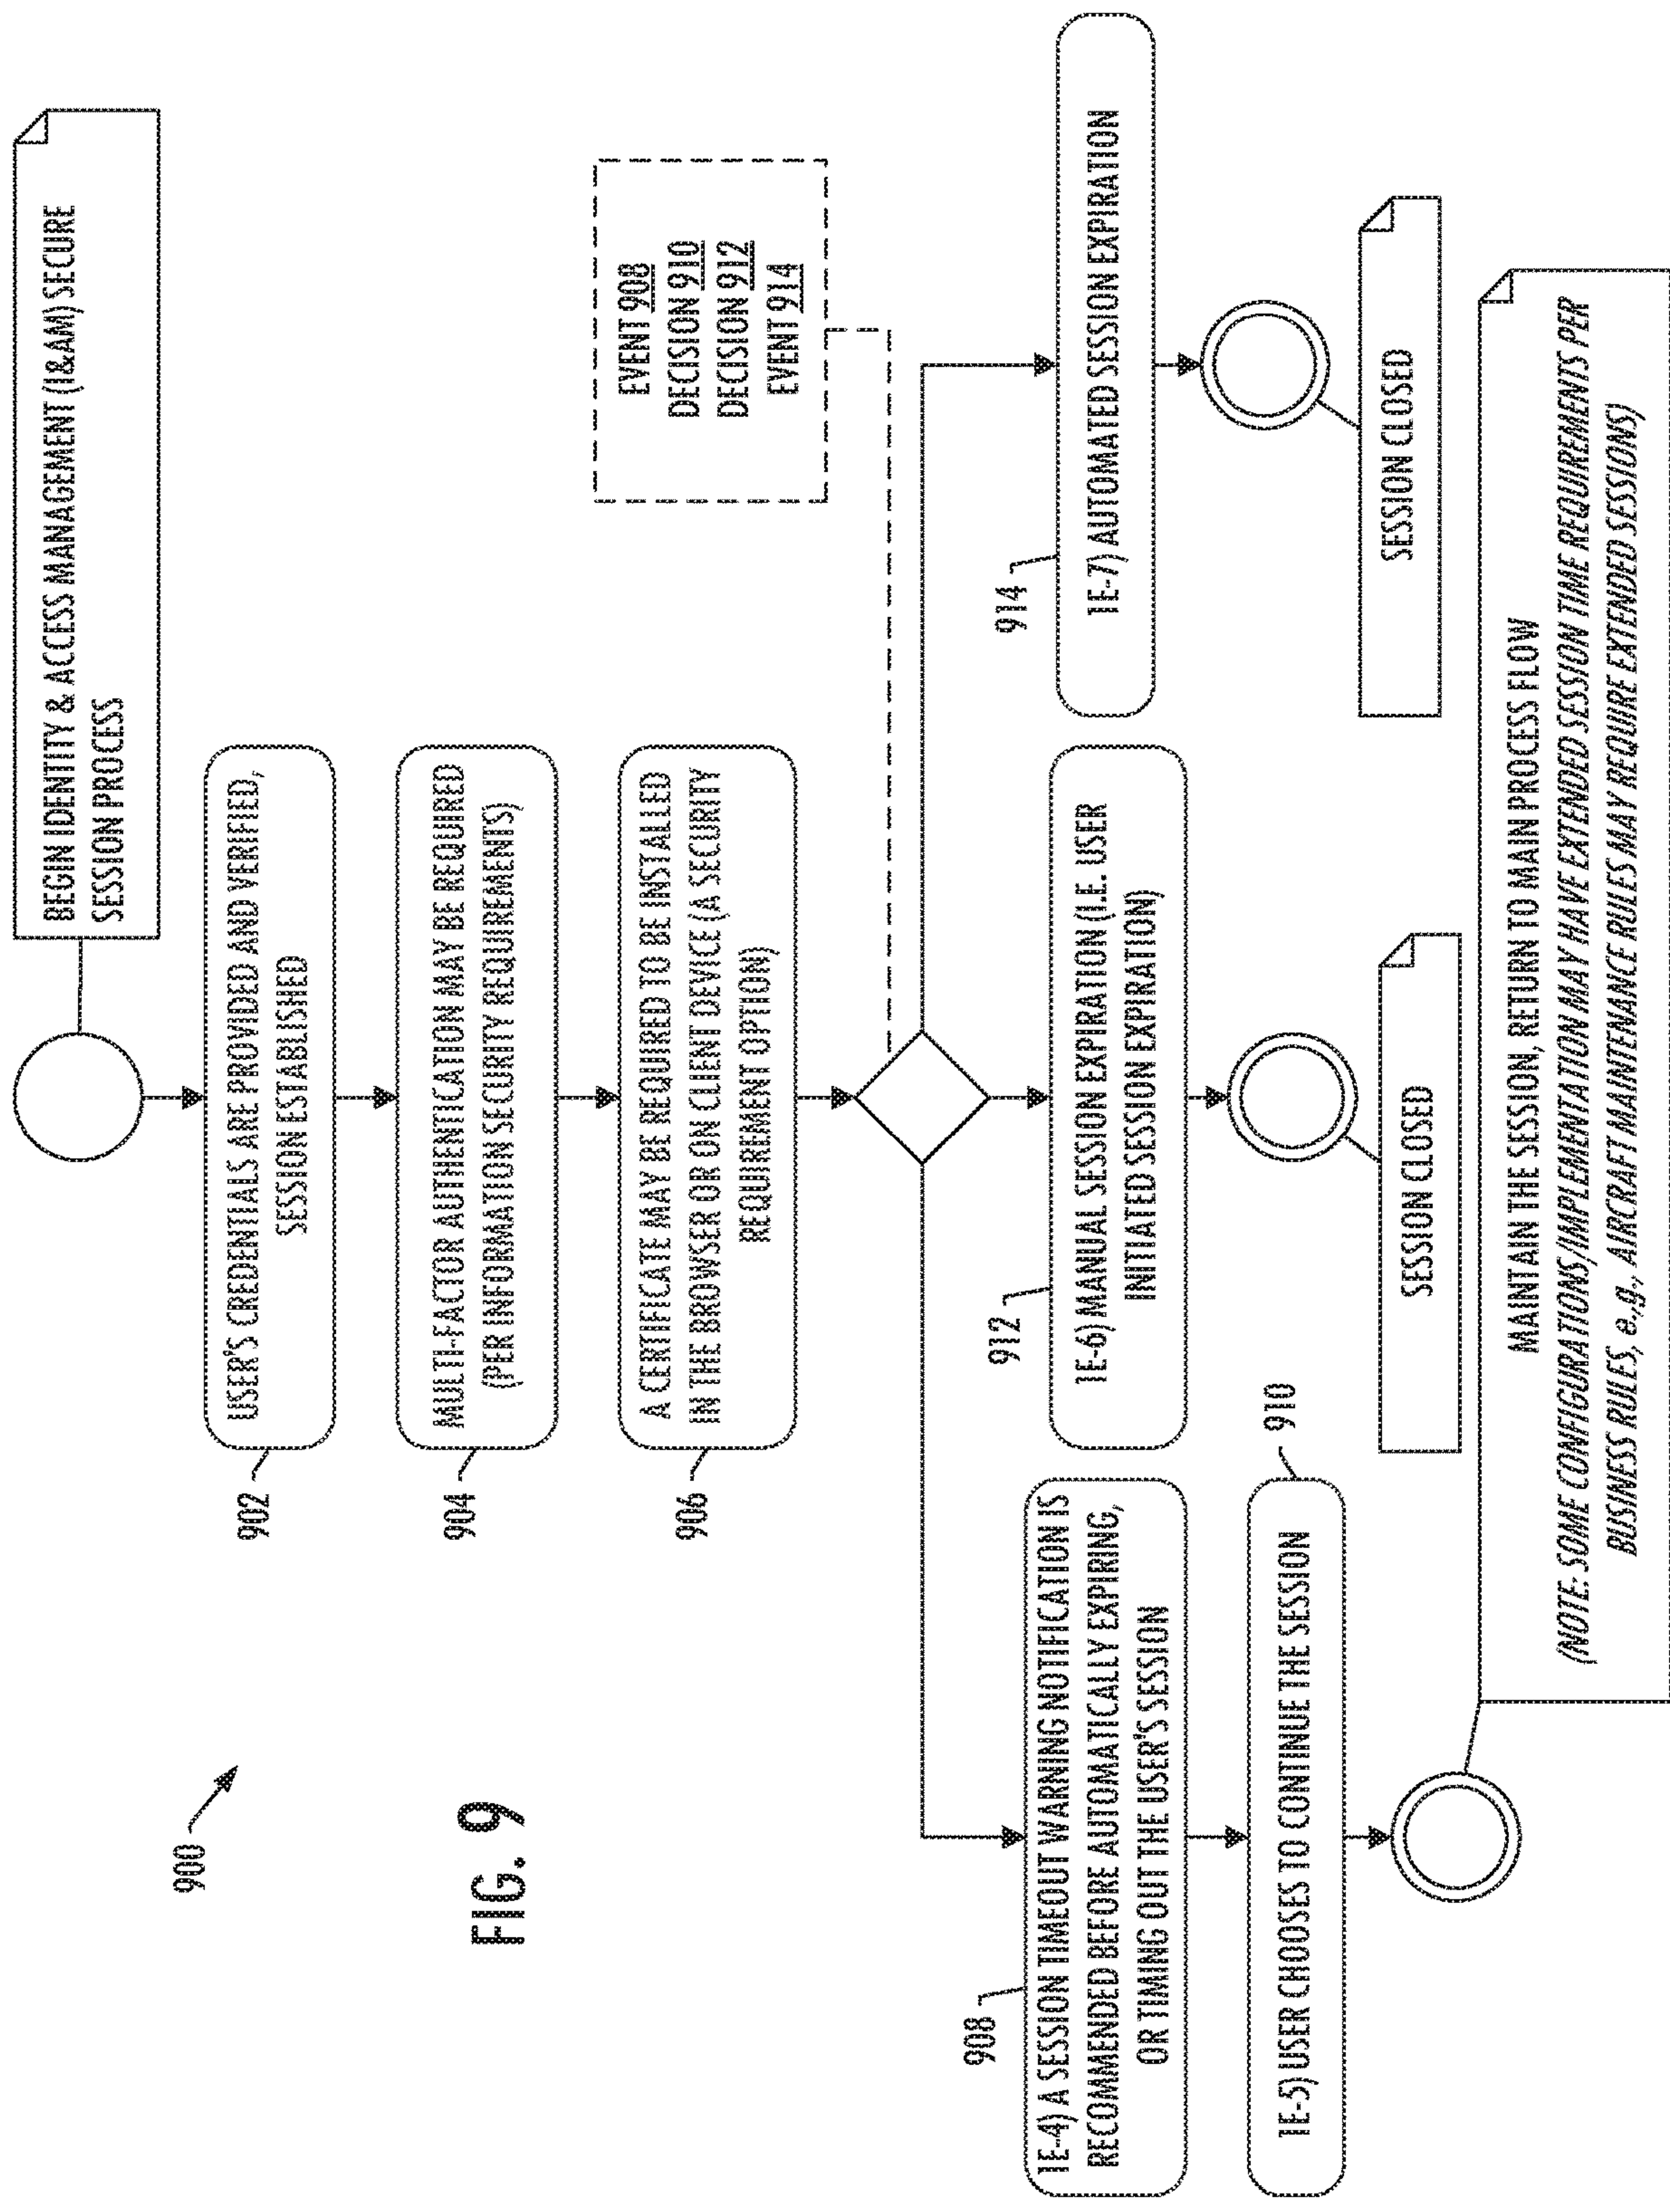 900
FIG. 9
BEGIN IDENTITY & ACCESS MANAGEMENT (I&AM) SECURE
SESSION PROCESS
902
USER'S CREDENTIALS ARE PROVIDED AND VERIFIED,
SESSION ESTABLISHED
904
MULTI-FACTOR AUTHENTICATION MAY BE REQUIRED
(PER INFORMATION SECURITY REQUIREMENTS)
906
A CERTIFICATE MAY BE REQUIRED TO BE INSTALLED
IN THE BROWSER OR ON CLIENT DEVICE (A SECURITY
REQUIREMENT OPTION)
EVENT 908
DECISION 910
DECISION 912
EVENT 914
908
1E-4) A SESSION TIMEOUT WARNING NOTIFICATION IS
RECOMMENDED BEFORE AUTOMATICALLY EXPIRING,
OR TIMING OUT THE USER'S SESSION
910
1E-5) USER CHOOSES TO CONTINUE THE SESSION
912
1E-6) MANUAL SESSION EXPIRATION (I.E. USER
INITIATED SESSION EXPIRATION)
SESSION CLOSED
914
1E-7) AUTOMATED SESSION EXPIRATION
SESSION CLOSED
MAINTAIN THE SESSION, RETURN TO MAIN PROCESS FLOW
(NOTE: SOME CONFIGURATIONS/IMPLEMENTATION MAY HAVE EXTENDED SESSION TIME REQUIREMENTS PER
BUSINESS RULES, e.,g., AIRCRAFT MAINTENANCE RULES MAY REQUIRE EXTENDED SESSIONS)